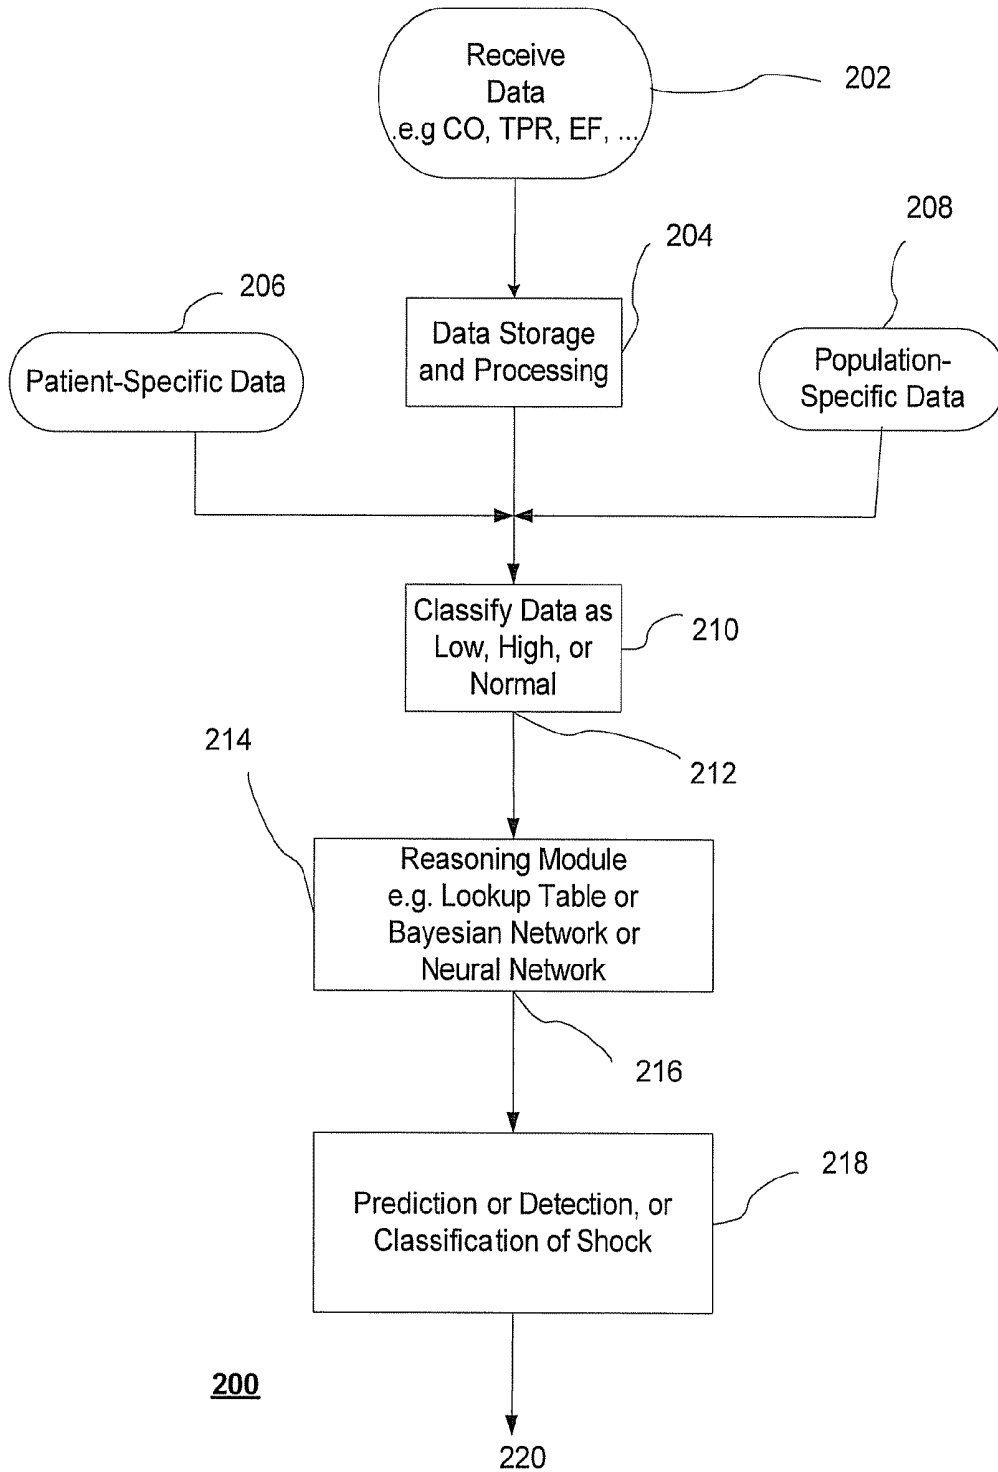 Receive
Data
.e.g CO, TPR, EF, ...
202
204
208
206
Data Storage
and Processing
Patient-Specific Data
Population-
Specific Data
Classify Data as
Low, High, or
Normal
210
212
214
Reasoning Module
e.g. Lookup Table or
Bayesian Network or
Neural Network
216
218
Prediction or Detection, or
Classification of Shock
200
220